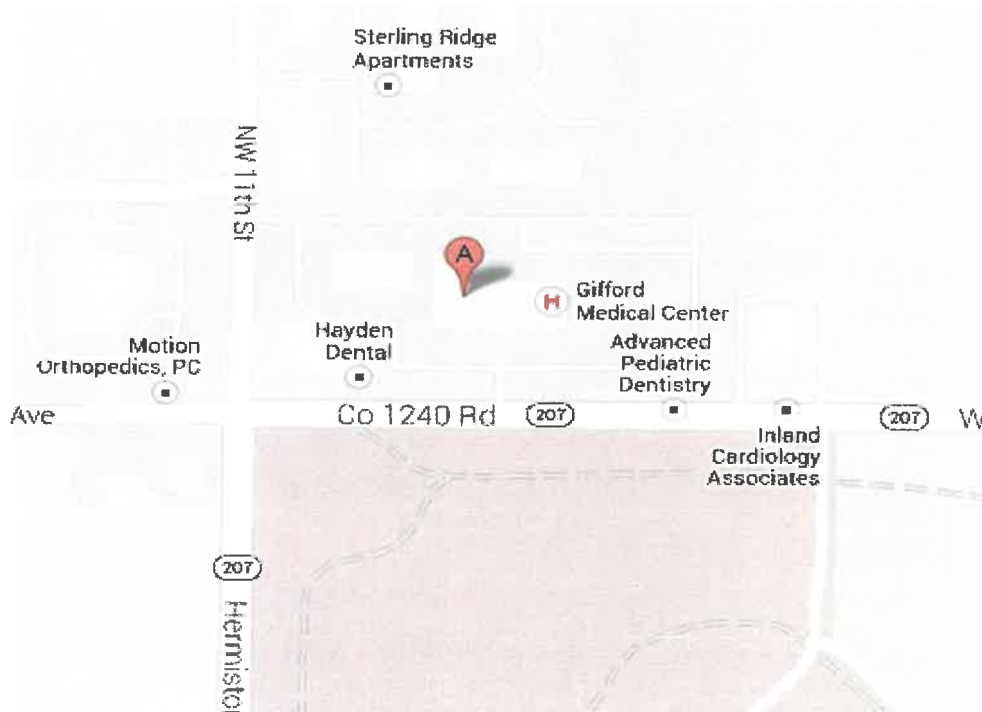 Sterling Ridge
Apartments
NW 11th St
A
H
Gifford
Medical Center
Hayden
Dental
Motion
Orthopedics, PC
Advanced
Pediatric
Dentistry
Ave
Co 1240 Rd
207
207
W
Inland
Cardiology
Associates
207
Hermisto